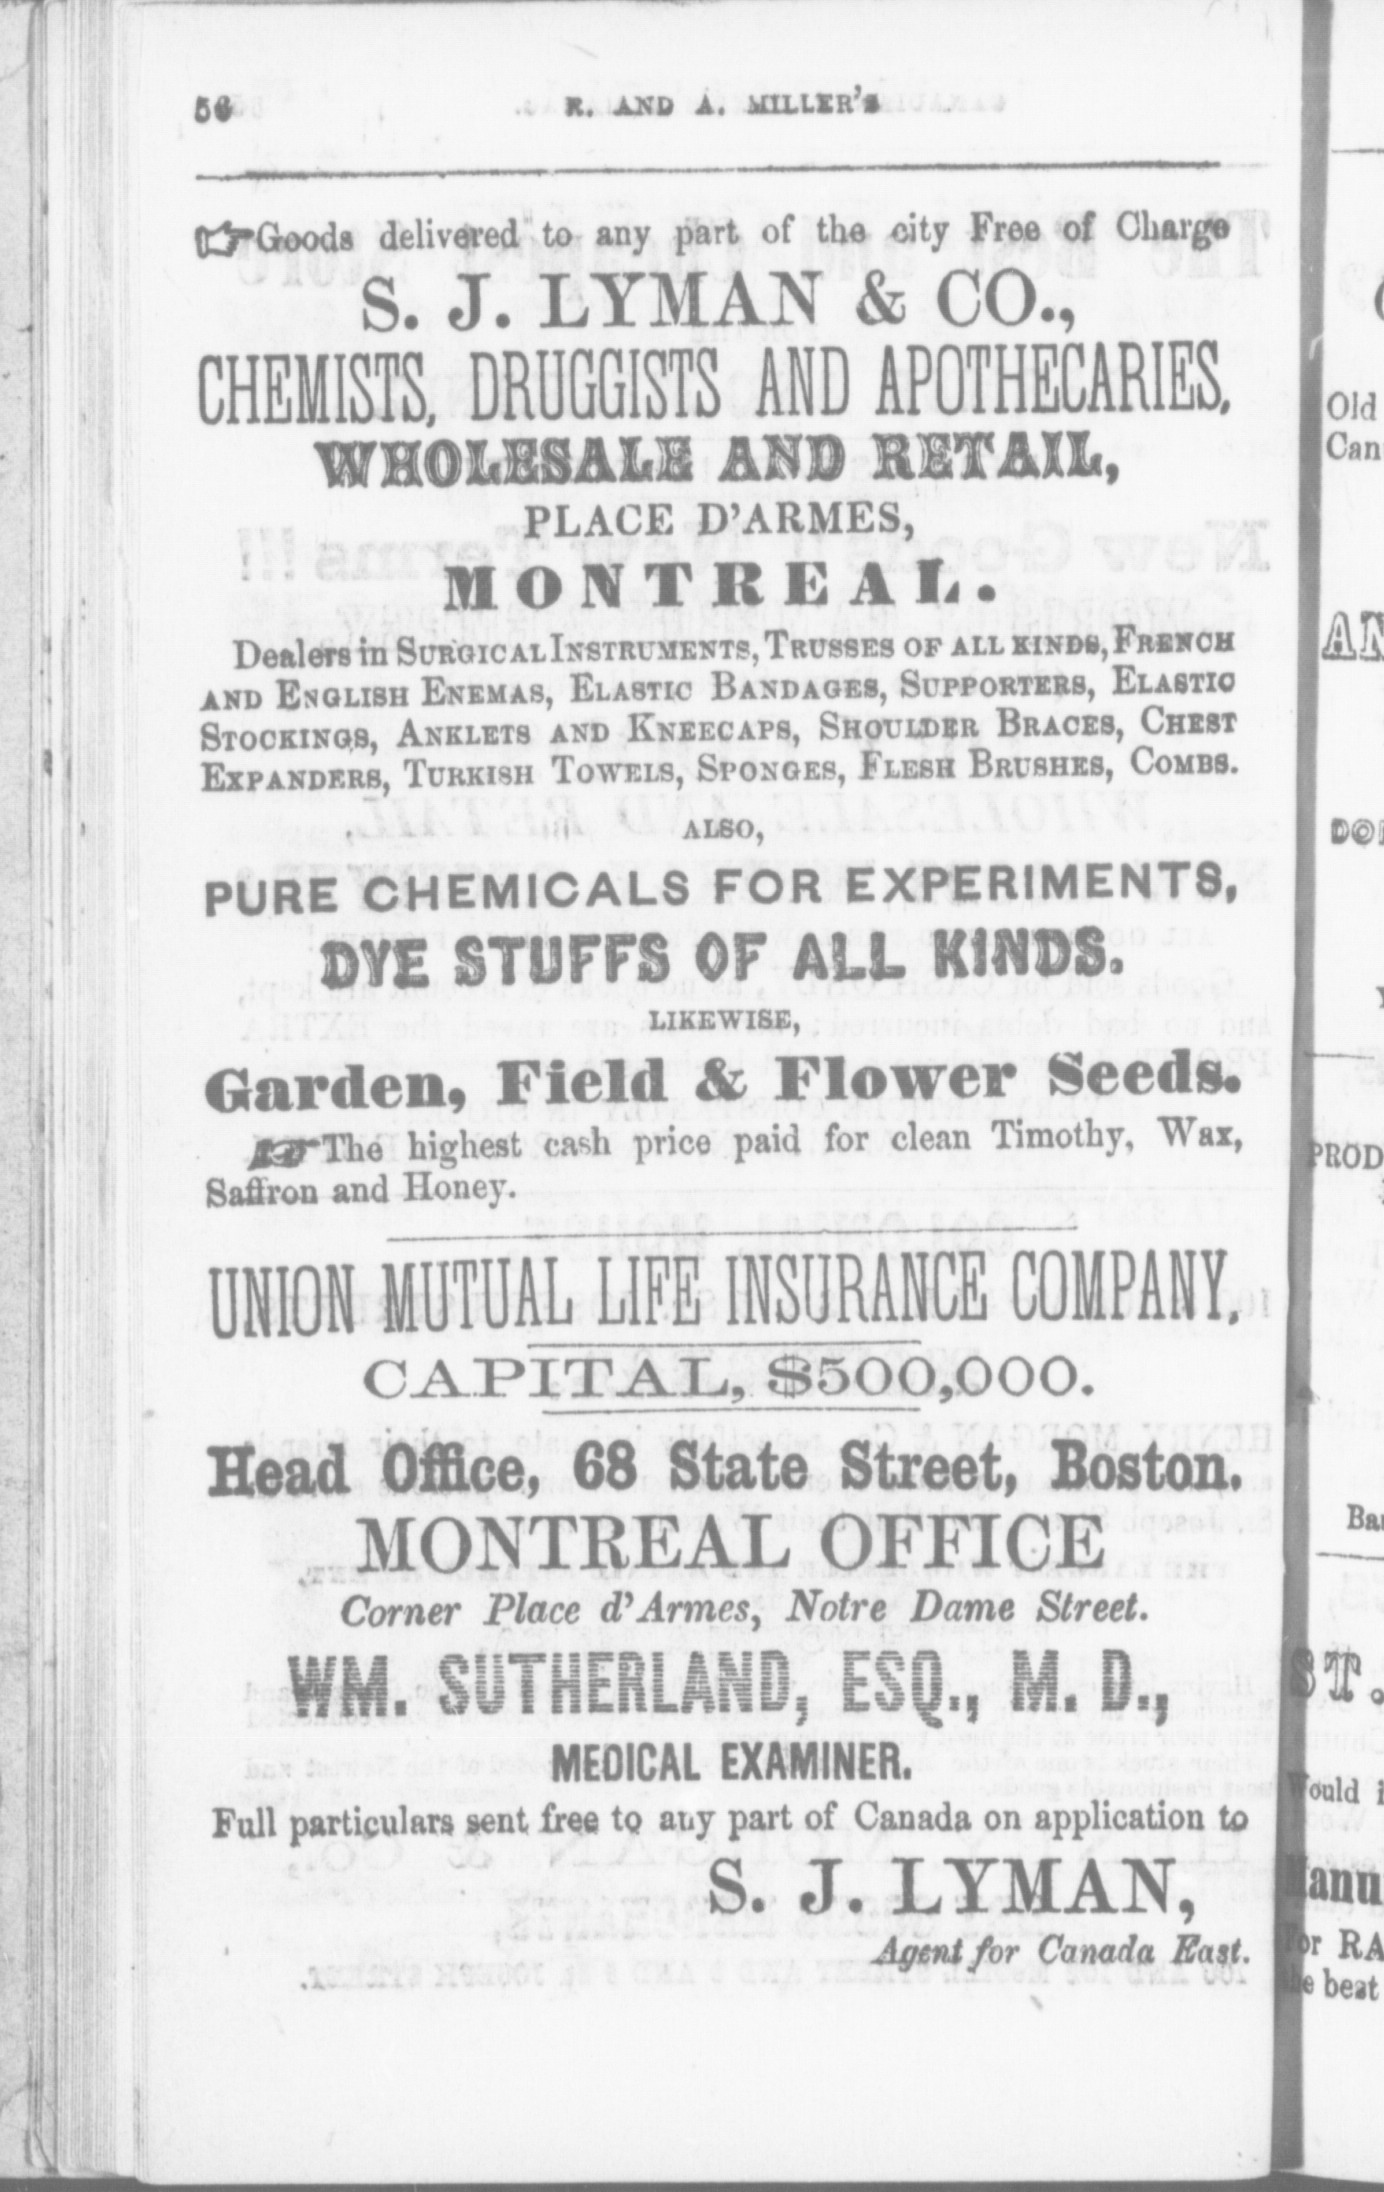 56
R. AND A. MILLER'S
☞Goods delivered to any part of the city Free of Charge
S. J. LYMAN & CO.,
CHEMISTS, DRUGGISTS AND APOTHECARIES,
WHOLESALE AND RETAIL,
PLACE D'ARMES,
MONTREAL.
Dealers in SURGICAL INSTRUMENTS, TRUSSES OF ALL KINDS, FRENCH
AND ENGLISH ENEMAS, ELASTIC BANDAGES, SUPPORTERS, ELASTIC
STOCKINGS, ANKLETS AND KNEECAPS, SHOULDER BRACES, CHEST
EXPANDERS, TURKISH TOWELS, SPONGES, FLESH BRUSHES, COMBS.
ALSO,
PURE CHEMICALS FOR EXPERIMENTS,
DYE STUFFS OF ALL KINDS.
LIKEWISE,
Garden, Field & Flower Seeds.
☞The highest cash price paid for clean Timothy, Wax,
Saffron and Honey.
UNION MUTUAL LIFE INSURANCE COMPANY,
CAPITAL, $500,000.
Head Office, 68 State Street, Boston.
MONTREAL OFFICE
Corner Place d'Armes, Notre Dame Street.
WM. SUTHERLAND, ESQ., M. D.,
MEDICAL EXAMINER.
Full particulars sent free to any part of Canada on application to
S. J. LYMAN,
Agent for Canada East.
Old
ST.
RA
best